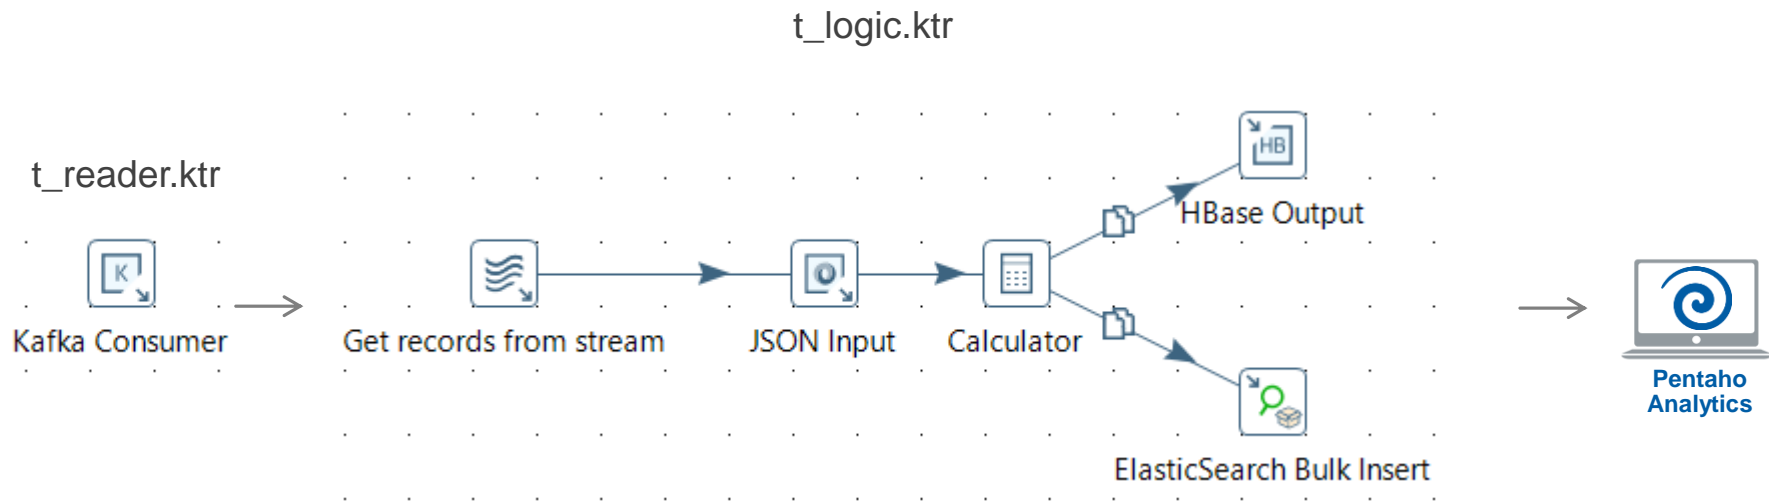 t_logic.ktr
t_reader.ktr
HB
HBase Output
K
Kafka Consumer
Get records from stream
JSON Input
Calculator
Pentaho
Analytics
ElasticSearch Bulk Insert